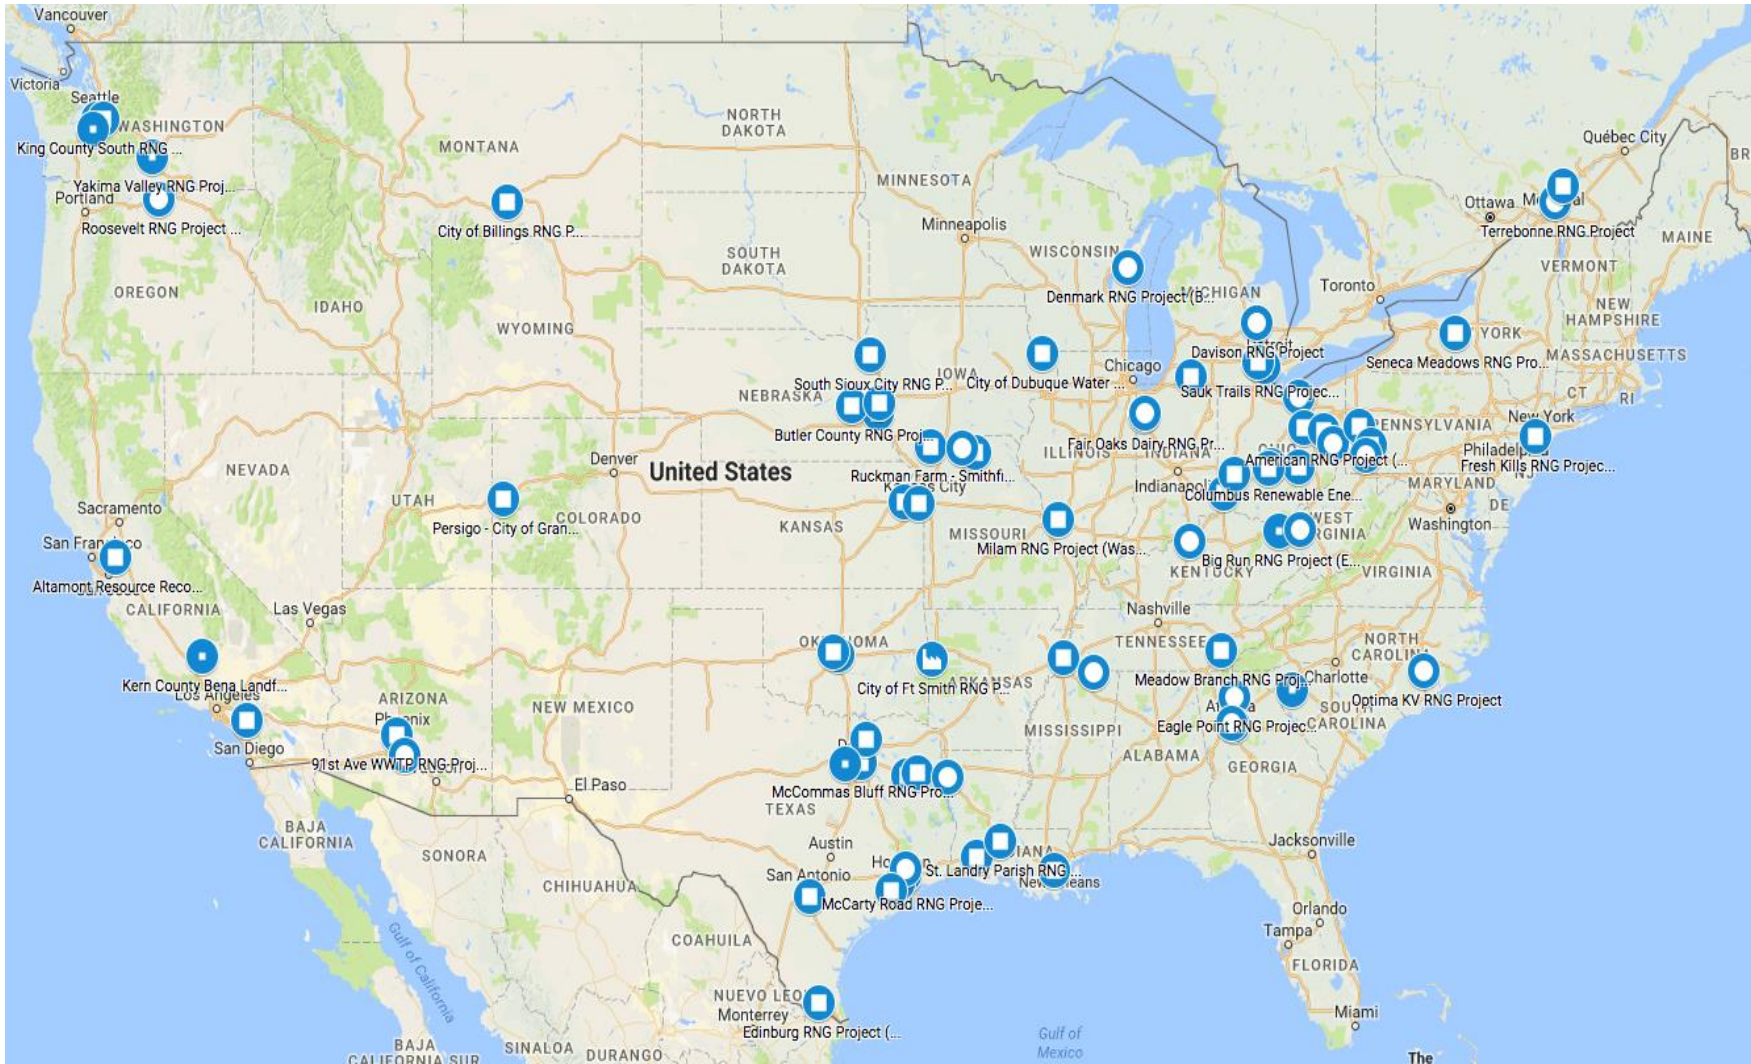 Vancouver
Victoria
Seattle
WASHINGTON
King County South RNG ...
Yakima Valley RNG Proj...
Portland
Roosevelt RNG Project ...
MONTANA
NORTH
DAKOTA
City of Billings RNG P...
MINNESOTA
Minneapolis
Québec City
Ottawa
Terrebonne RNG Project
MAINE
WISCONSIN
SOUTH
DAKOTA
OREGON
IDAHO
WYOMING
Denmark RNG Project (B...
MICHIGAN
Toronto
VERMONT
NEW
HAMPSHIRE
YORK
Davison RNG Project
Seneca Meadows RNG Pro...
MASSACHUSETTS
CT
RI
Chicago
South Sioux City RNG P...
IOWA
City of Dubuque Water ...
Sauk Trails RNG Projec...
NEBRASKA
Butler County RNG Proj...
New York
PENNSYLVANIA
Fair Oaks Dairy RNG Pr...
ILLINOIS
INDIANA
American RNG Project (...
Fresh Kills RNG Projec...
NEVADA
Denver
United States
Ruckman Farm - Smithfi...
MARYLAND
DE
UTAH
Columbus Renewable Ene...
Washington
Sacramento
Persigo - City of Gran...
COLORADO
KANSAS
MISSOURI
Milam RNG Project (Was...
Big Run RNG Project (E...
KENTUCKY
VIRGINIA
Altamont Resource Reco...
CALIFORNIA
Las Vegas
Nashville
TENNESSEE
NORTH
CAROLINA
Kern County Bena Landf...
Los Angeles
ARIZONA
NEW MEXICO
City of Ft Smith RNG P...
ARKANSAS
Meadow Branch RNG Proj...
Charlotte
Optima KV RNG Project
Eagle Point RNG Projec...
CAROLINA
San Diego
91st Ave WWTP RNG Proj...
MISSISSIPPI
ALABAMA
GEORGIA
El Paso
McCommas Bluff RNG Pro...
TEXAS
BAJA
CALIFORNIA
SONORA
CHIHUAHUA
Austin
San Antonio
St. Landry Parish RNG ...
McCarty Road RNG Proje...
Jacksonville
Orlando
Tampa
FLORIDA
Gulf of California
COAHUILA
NUEVO LEON
Monterrey
Edinburg RNG Project (...
Miami
Gulf of
Mexico
BAJA
CALIFORNIA SUR
SINALOA
DURANGO
The